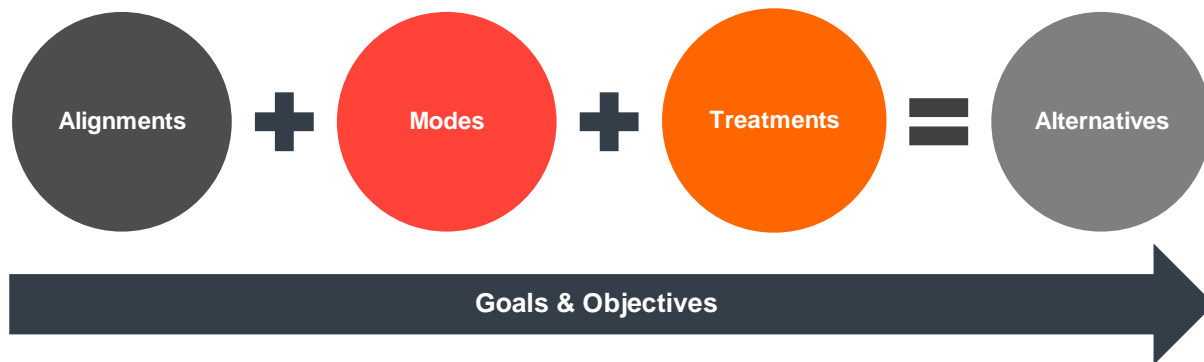 Alignments
Modes
Treatments
Alternatives
Goals & Objectives